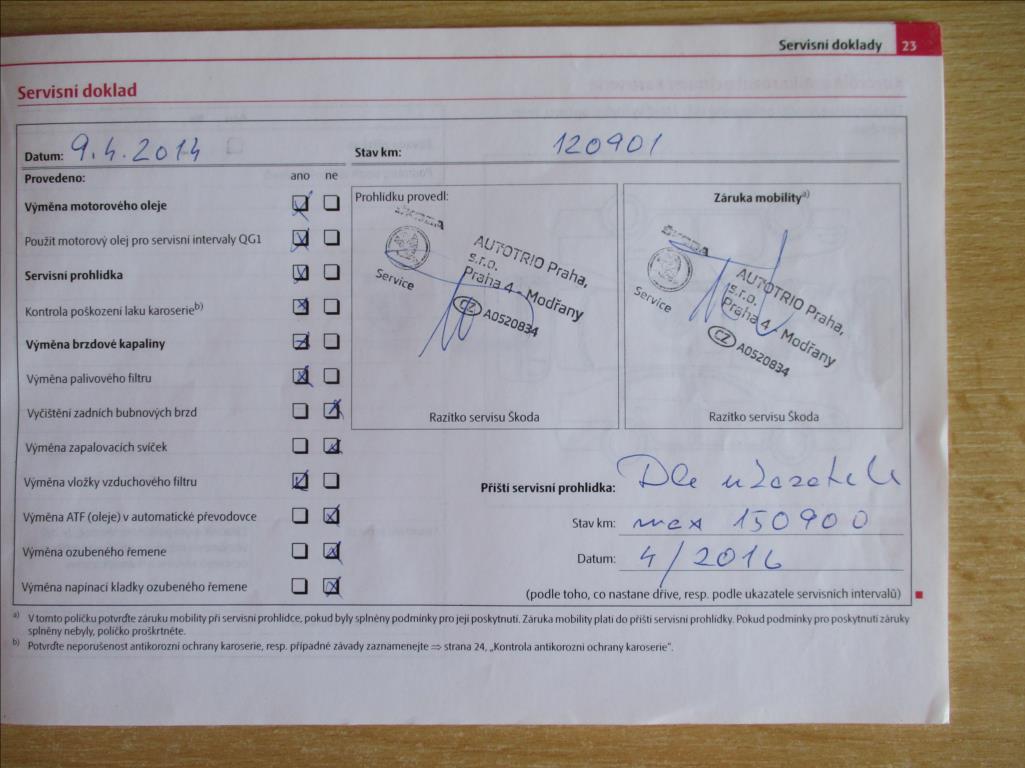 Servisní doklady 23
Servisní doklad
Datum: 9.4.2014 Stav km: 120901
Provedeno: ano ne
Výměna motorového oleje
Použit motorový olej pro servisní intervaly QG1
Servisní prohlídka
Kontrola poškození laku karoserie b)
Výměna brzdové kapaliny
Výměna palivového filtru
Vyčištění zadních bubnových brzd
Výměna zapalovacích svíček
Výměna vložky vzduchového filtru
Výměna ATF (oleje) v automatické převodovce
Výměna ozubeného řemene
Výměna napínací kladky ozubeného řemene
Prohlídku provedl:
ŠKODA
Service
AUTOTRIO Praha,
s.r.o.
Praha 4 - Modřany
CZ A0520834
Razítko servisu Škoda
Záruka mobility a)
ŠKODA
Service
AUTOTRIO Praha,
s.r.o.
Praha 4 - Modřany
CZ A0520834
Razítko servisu Škoda
Příští servisní prohlídka: Dle ukazatele
Stav km: max 150900
Datum: 4/2016
(podle toho, co nastane dříve, resp. podle ukazatele servisních intervalů)
a) V tomto políčku potvrďte záruku mobility při servisní prohlídce, pokud byly splněny podmínky pro její poskytnutí. Záruka mobility platí do příští servisní prohlídky. Pokud podmínky pro poskytnutí záruky
splněny nebyly, políčko proškrtněte.
b) Potvrďte neporušenost antikorozní ochrany karoserie, resp. případné závady zaznamenejte ⇒ strana 24, „Kontrola antikorozní ochrany karoserie“.